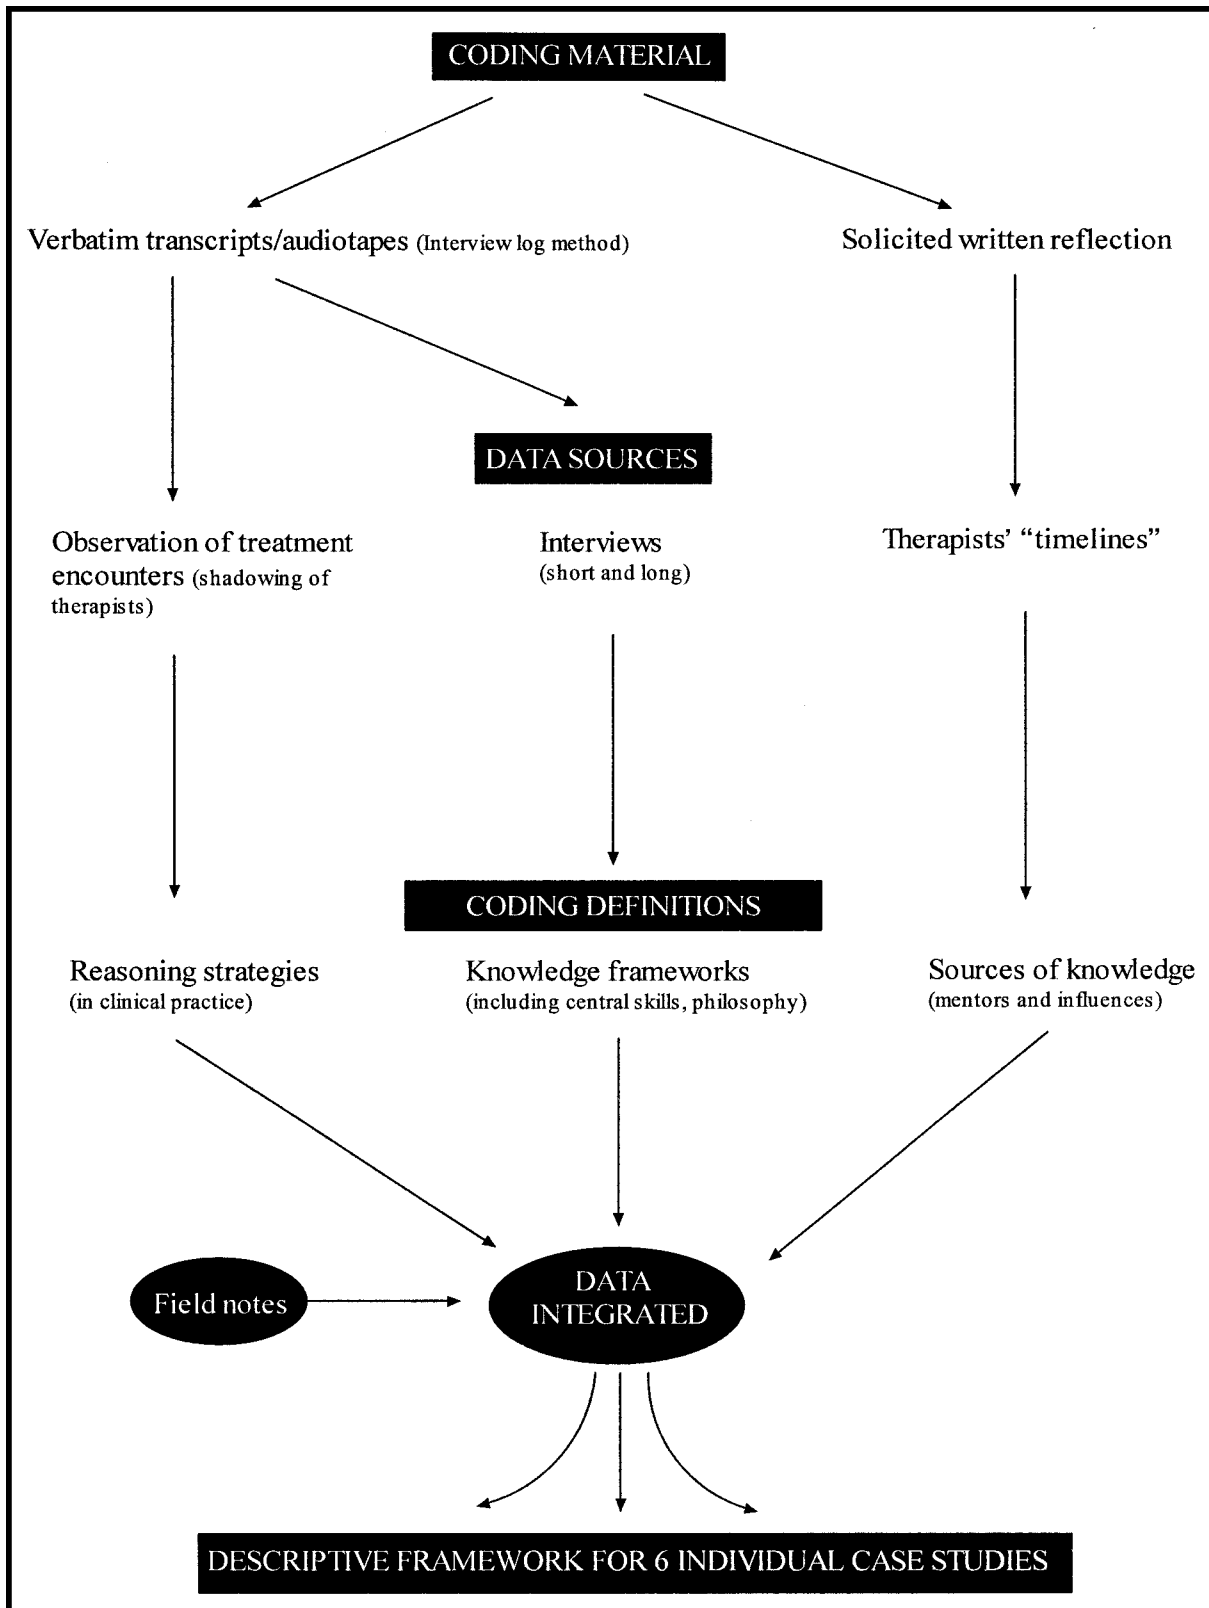 CODING MATERIAL
Verbatim transcripts/audiotapes (Interview log method)
Solicited written reflection
DATA SOURCES
Observation of treatment
encounters (shadowing of
therapists)
Interviews
(short and long)
Therapists’ “timelines”
CODING DEFINITIONS
Reasoning strategies
(in clinical practice)
Knowledge frameworks
(including central skills, philosophy)
Sources of knowledge
(mentors and influences)
Field notes
DATA
INTEGRATED
DESCRIPTIVE FRAMEWORK FOR 6 INDIVIDUAL CASE STUDIES